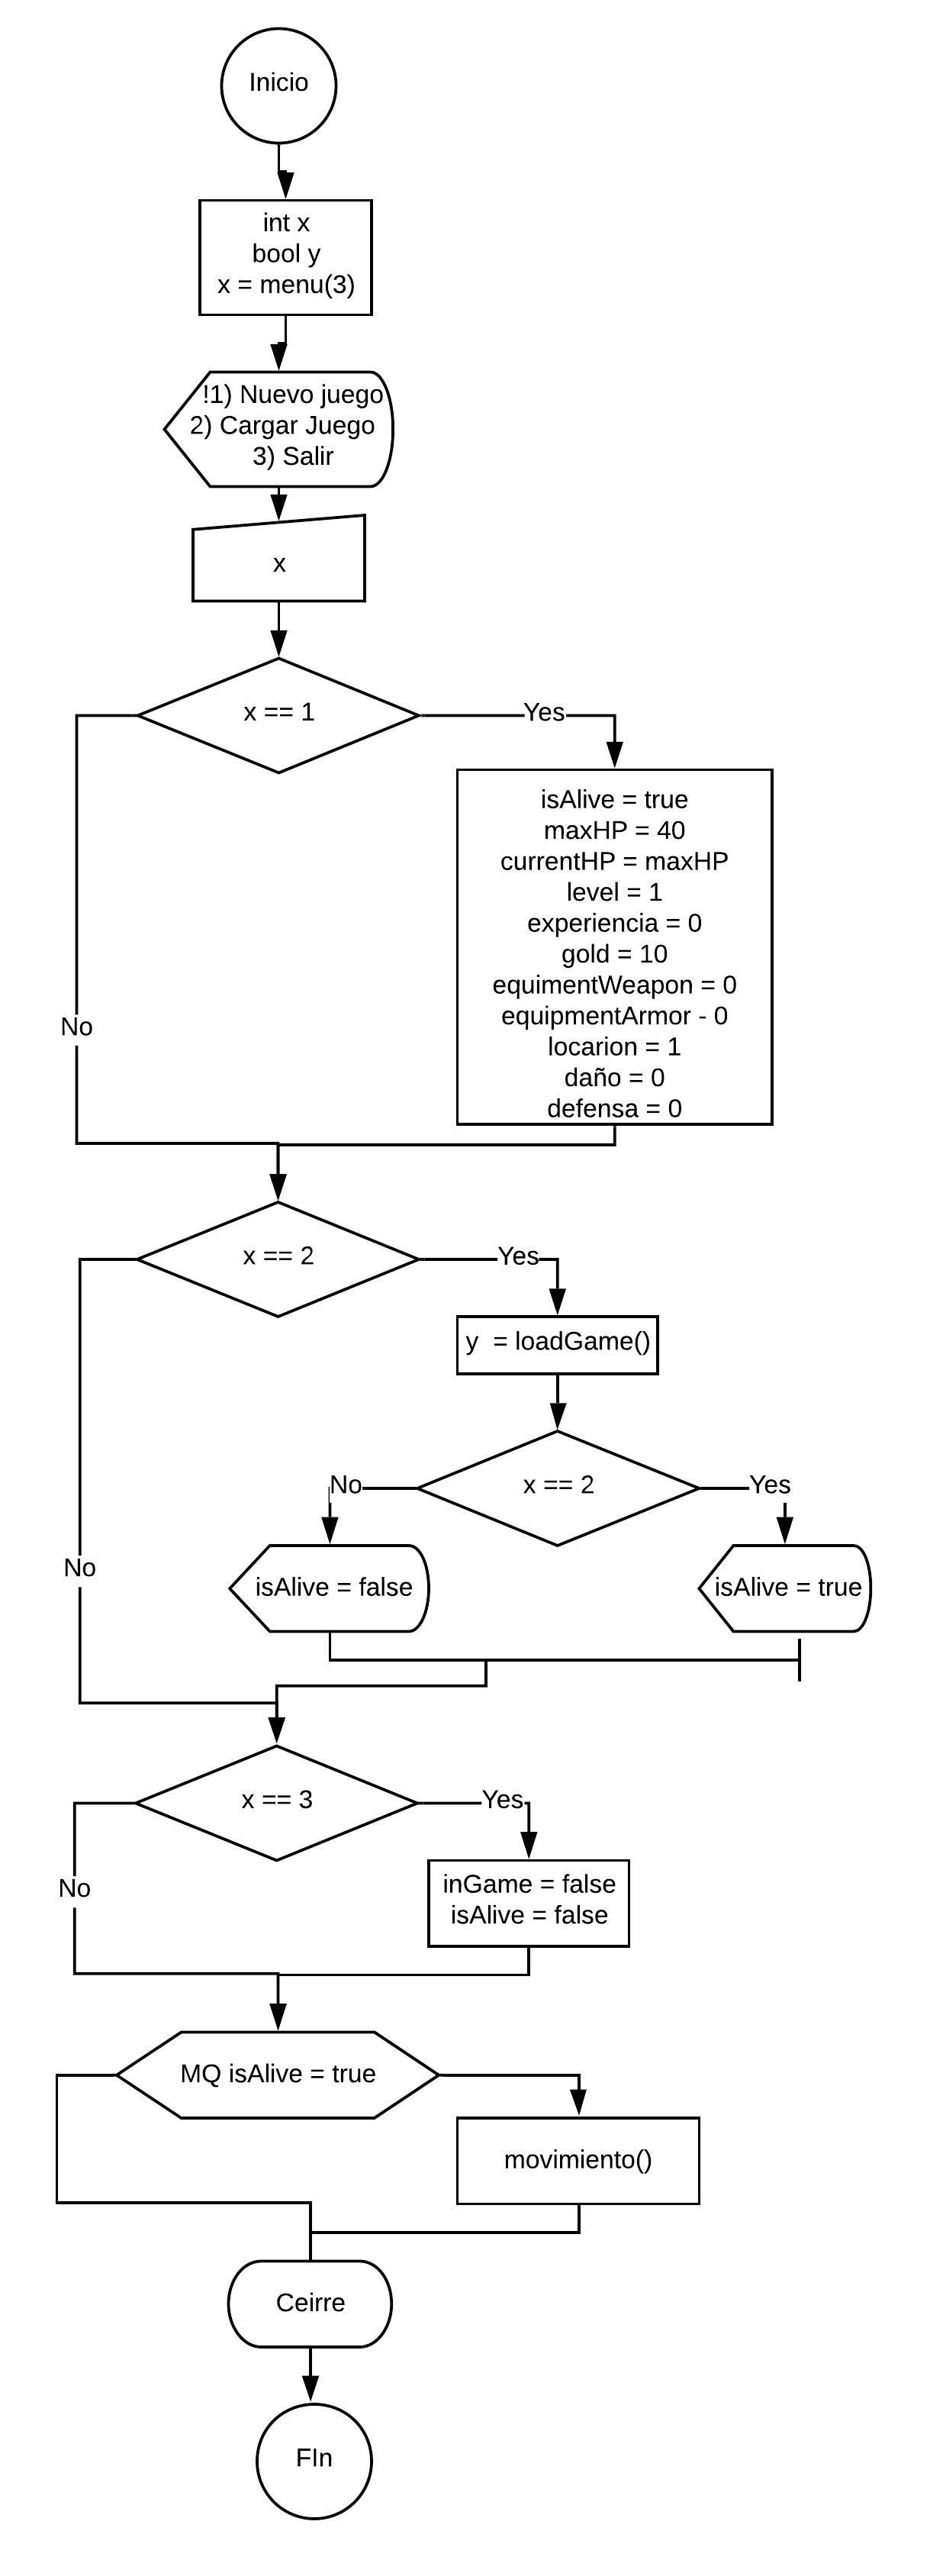 Inicio
int x
bool y
x = menu(3)
!1) Nuevo juego
2) Cargar Juego
3) Salir
x
x == 1
Yes
isAlive = true
maxHP = 40
currentHP = maxHP
level = 1
experiencia = 0
gold = 10
equimentWeapon = 0
equipmentArmor - 0
locarion = 1
daño = 0
defensa = 0
No
x == 2
Yes
y  = loadGame()
x == 2
No
Yes
isAlive = false
isAlive = true
No
x == 3
Yes
inGame = false
isAlive = false
No
MQ isAlive = true
movimiento()
Ceirre
FIn